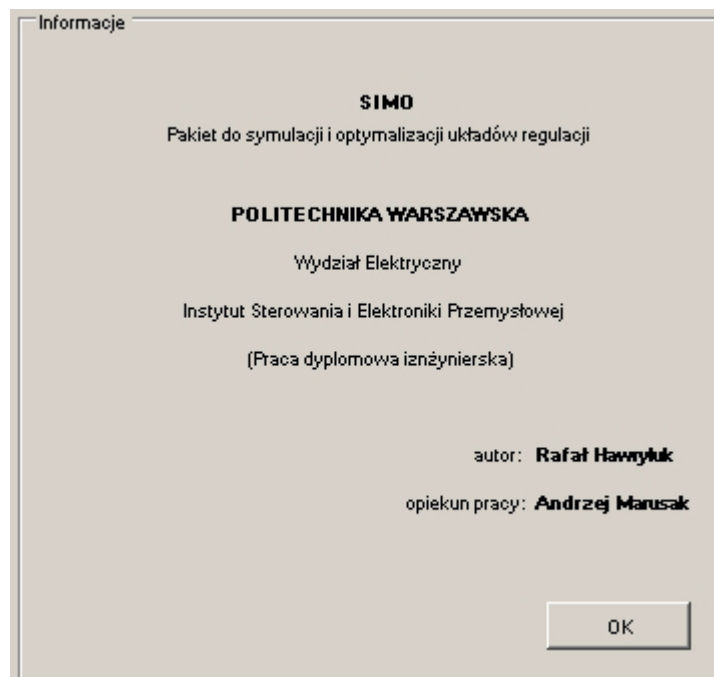 Informacje
SIMO
Pakiet do symulacji i optymalizacji układów regulacji
POLITECHNIKA WARSZAWSKA
Wydział Elektryczny
Instytut Sterowania i Elektroniki Przemysłowej
(Praca dyplomowa iznżynierska)
autor: Rafał Hawryluk
opiekun pracy: Andrzej Marusak
OK